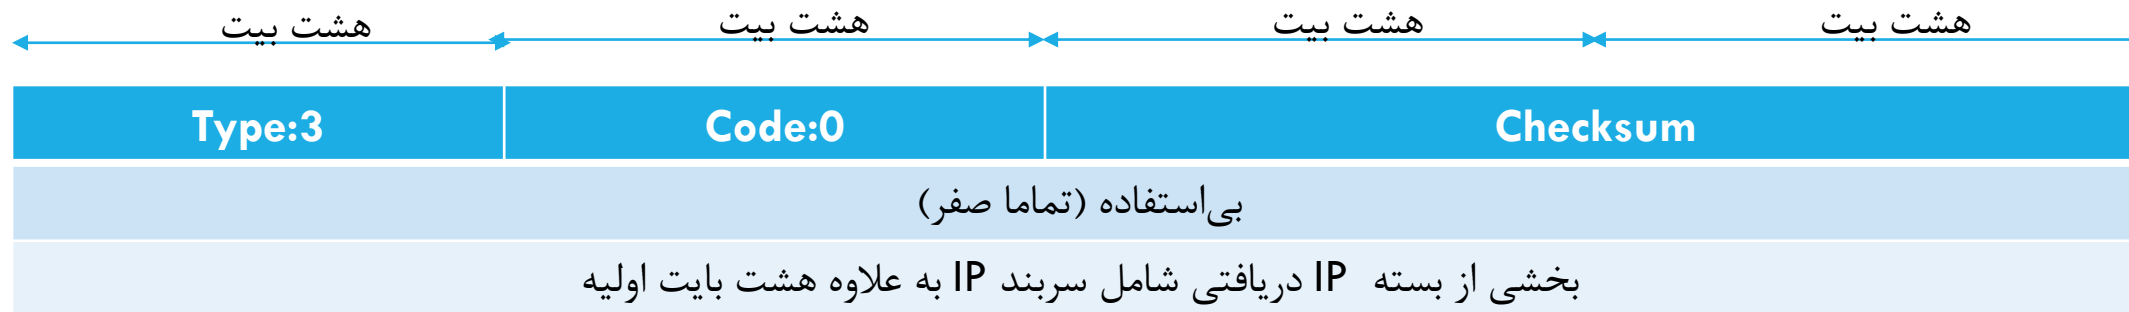 هشت بیت هشت بیت هشت بیت هشت بیت
Type:3 Code:0 Checksum
بی‌استفاده (تماما صفر)
بخشی از بسته IP دریافتی شامل سربند IP به علاوه هشت بایت اولیه